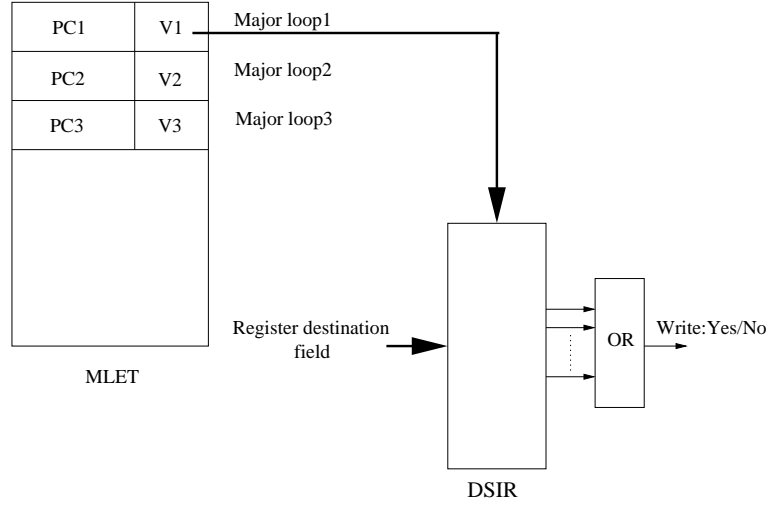 PC1 V1 Major loop1
PC2 V2 Major loop2
PC3 V3 Major loop3
Register destination
field
OR
Write:Yes/No
MLET
DSIR